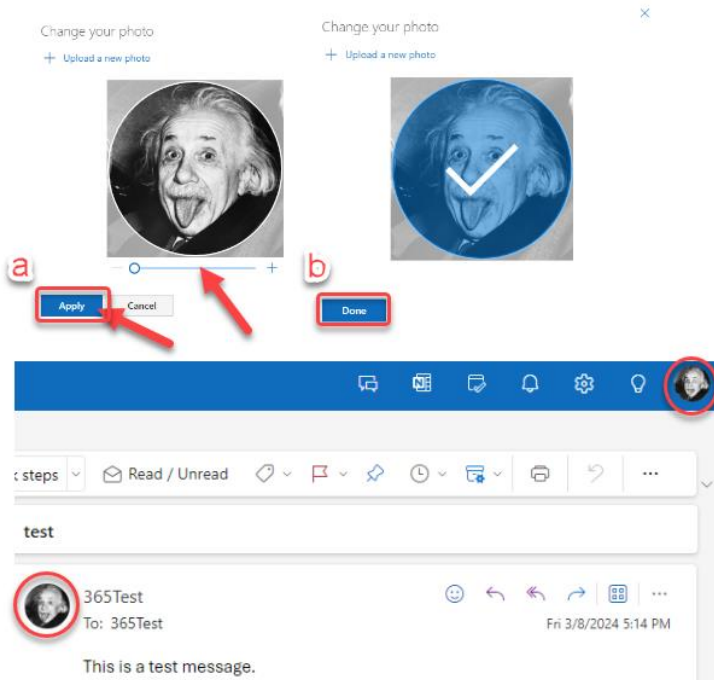 Change your photo
+ Upload a new photo
a
Apply Cancel
Change your photo
+ Upload a new photo
b
Done
steps
Read / Unread
test
365Test
To: 365Test
Fri 3/8/2024 5:14 PM
This is a test message.